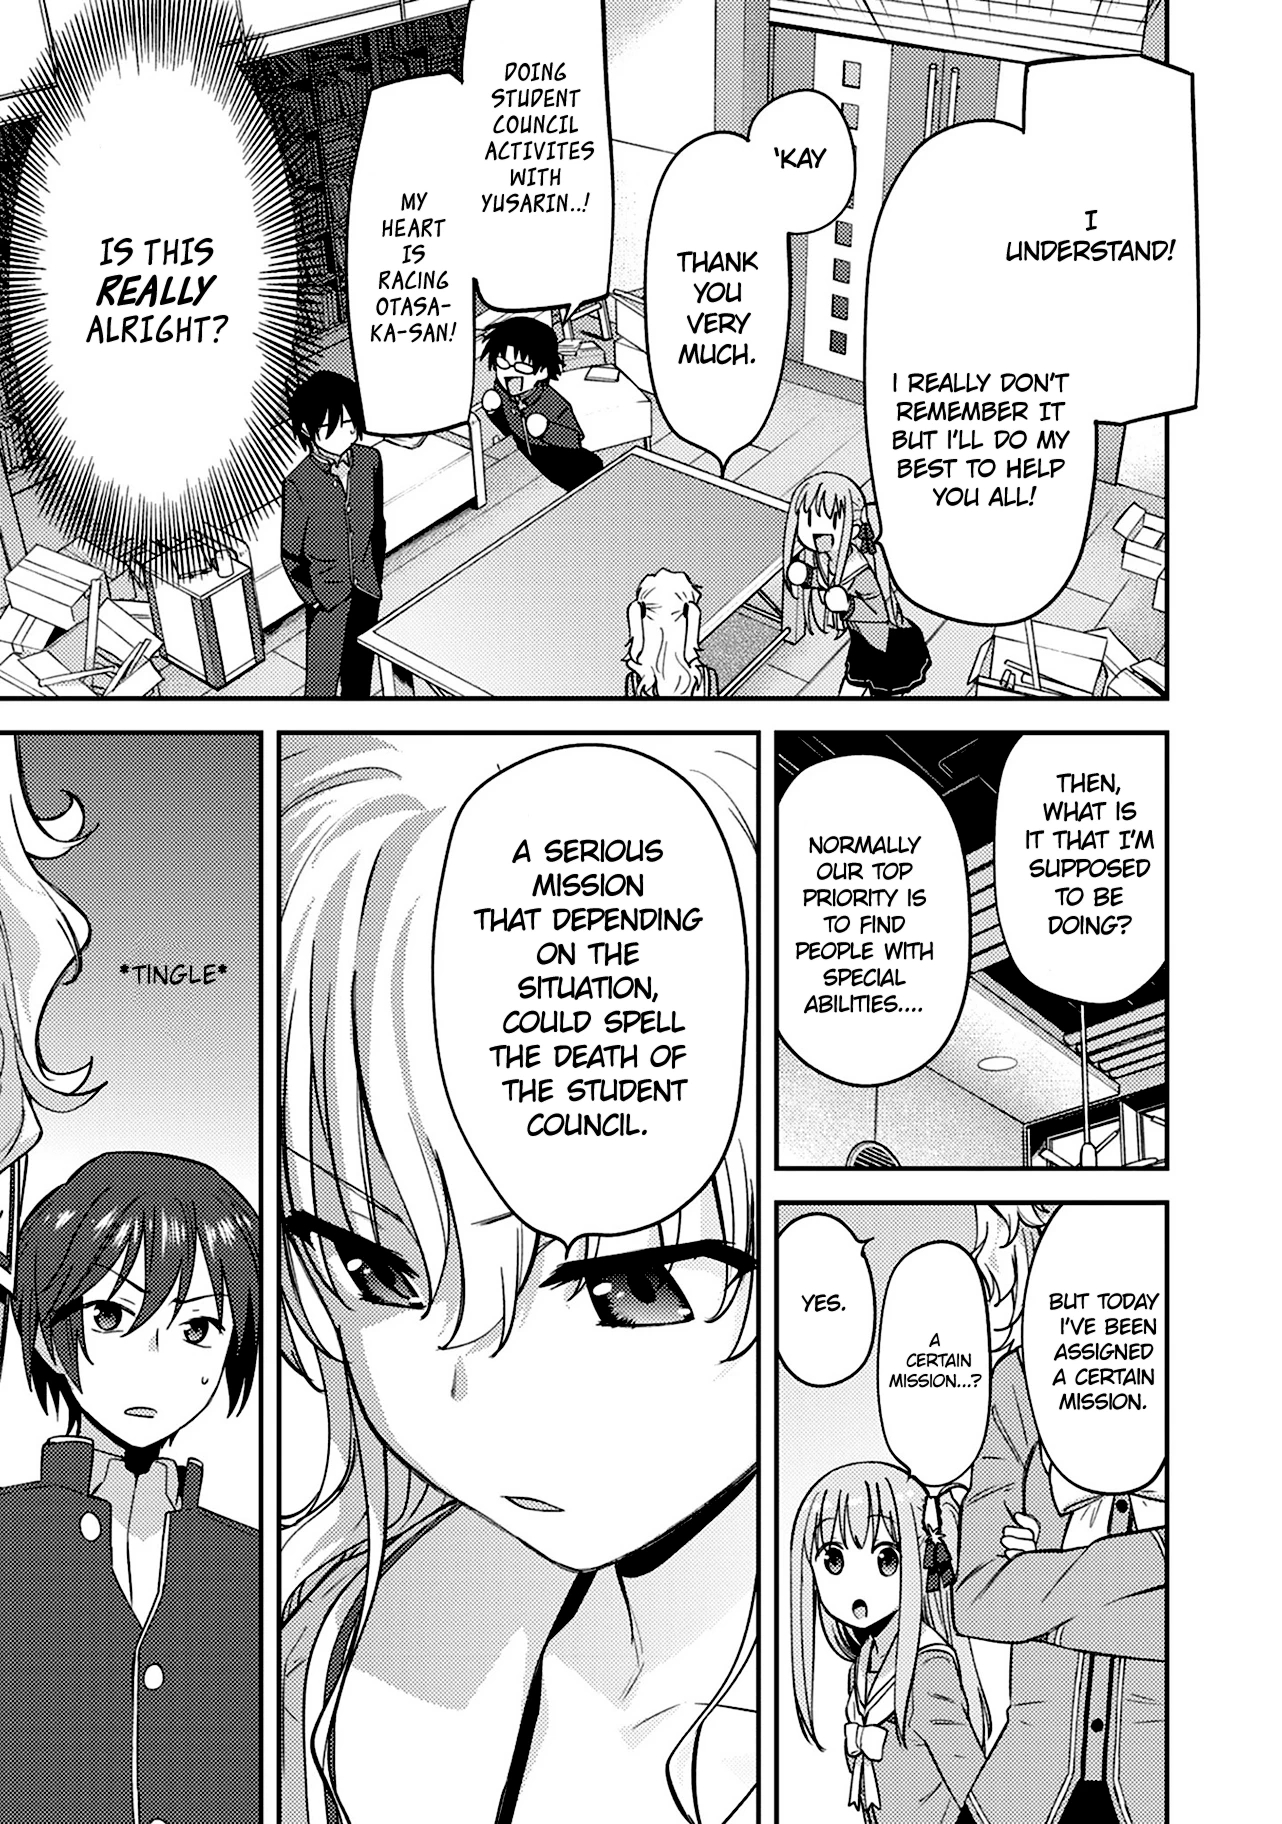 I
UNDERSTAND!
I REALLY DON'T
REMEMBER IT
BUT I'LL DO MY
BEST TO HELP
YOU ALL!
'KAY
THANK
YOU
VERY
MUCH.
DOING
STUDENT
COUNCIL
ACTIVITES
WITH
YUSARIN..!
MY
HEART
IS
RACING
OTASA-
KA-SAN!
IS THIS
REALLY
ALRIGHT?
THEN,
WHAT IS
IT THAT I'M
SUPPOSED
TO BE
DOING?
NORMALLY
OUR TOP
PRIORITY IS
TO FIND
PEOPLE WITH
SPECIAL
ABILITIES....
BUT TODAY
I'VE BEEN
ASSIGNED
A CERTAIN
MISSION.
A
CERTAIN
MISSION...?
YES.
A SERIOUS
MISSION
THAT DEPENDING
ON THE
SITUATION,
COULD SPELL
THE DEATH OF
THE STUDENT
COUNCIL.
*TINGLE*